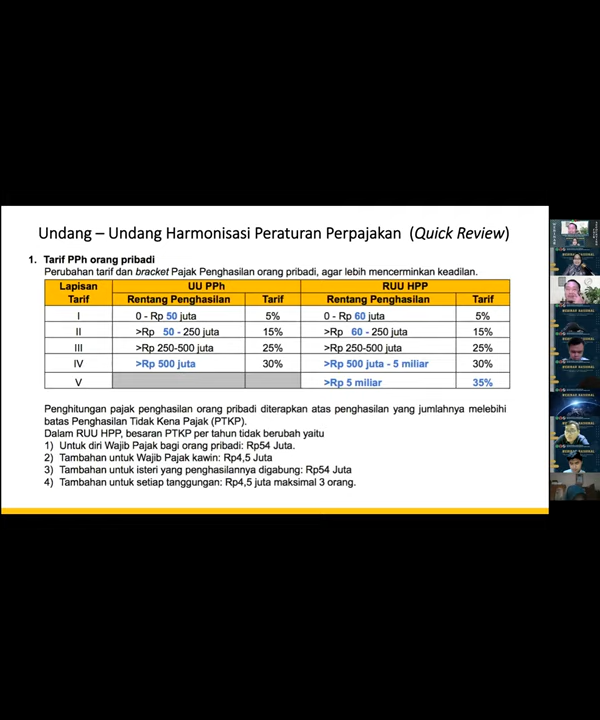 Undang – Undang Harmonisasi Peraturan Perpajakan (Quick Review)
1. Tarif PPh orang pribadi
Perubahan tarif dan bracket Pajak Penghasilan orang pribadi, agar lebih mencerminkan keadilan.
Lapisan Tarif UU PPh RUU HPP
Rentang Penghasilan Tarif Rentang Penghasilan Tarif
I 0 - Rp 50 juta 5% 0 - Rp 60 juta 5%
II >Rp 50 - 250 juta 15% >Rp 60 - 250 juta 15%
III >Rp 250-500 juta 25% >Rp 250-500 juta 25%
IV >Rp 500 juta 30% >Rp 500 juta - 5 miliar 30%
V >Rp 5 miliar 35%
Penghitungan pajak penghasilan orang pribadi diterapkan atas penghasilan yang jumlahnya melebihi
batas Penghasilan Tidak Kena Pajak (PTKP).
Dalam RUU HPP, besaran PTKP per tahun tidak berubah yaitu
1) Untuk diri Wajib Pajak bagi orang pribadi: Rp54 Juta.
2) Tambahan untuk Wajib Pajak kawin: Rp4,5 Juta
3) Tambahan untuk isteri yang penghasilannya digabung: Rp54 Juta
4) Tambahan untuk setiap tanggungan: Rp4,5 juta maksimal 3 orang.